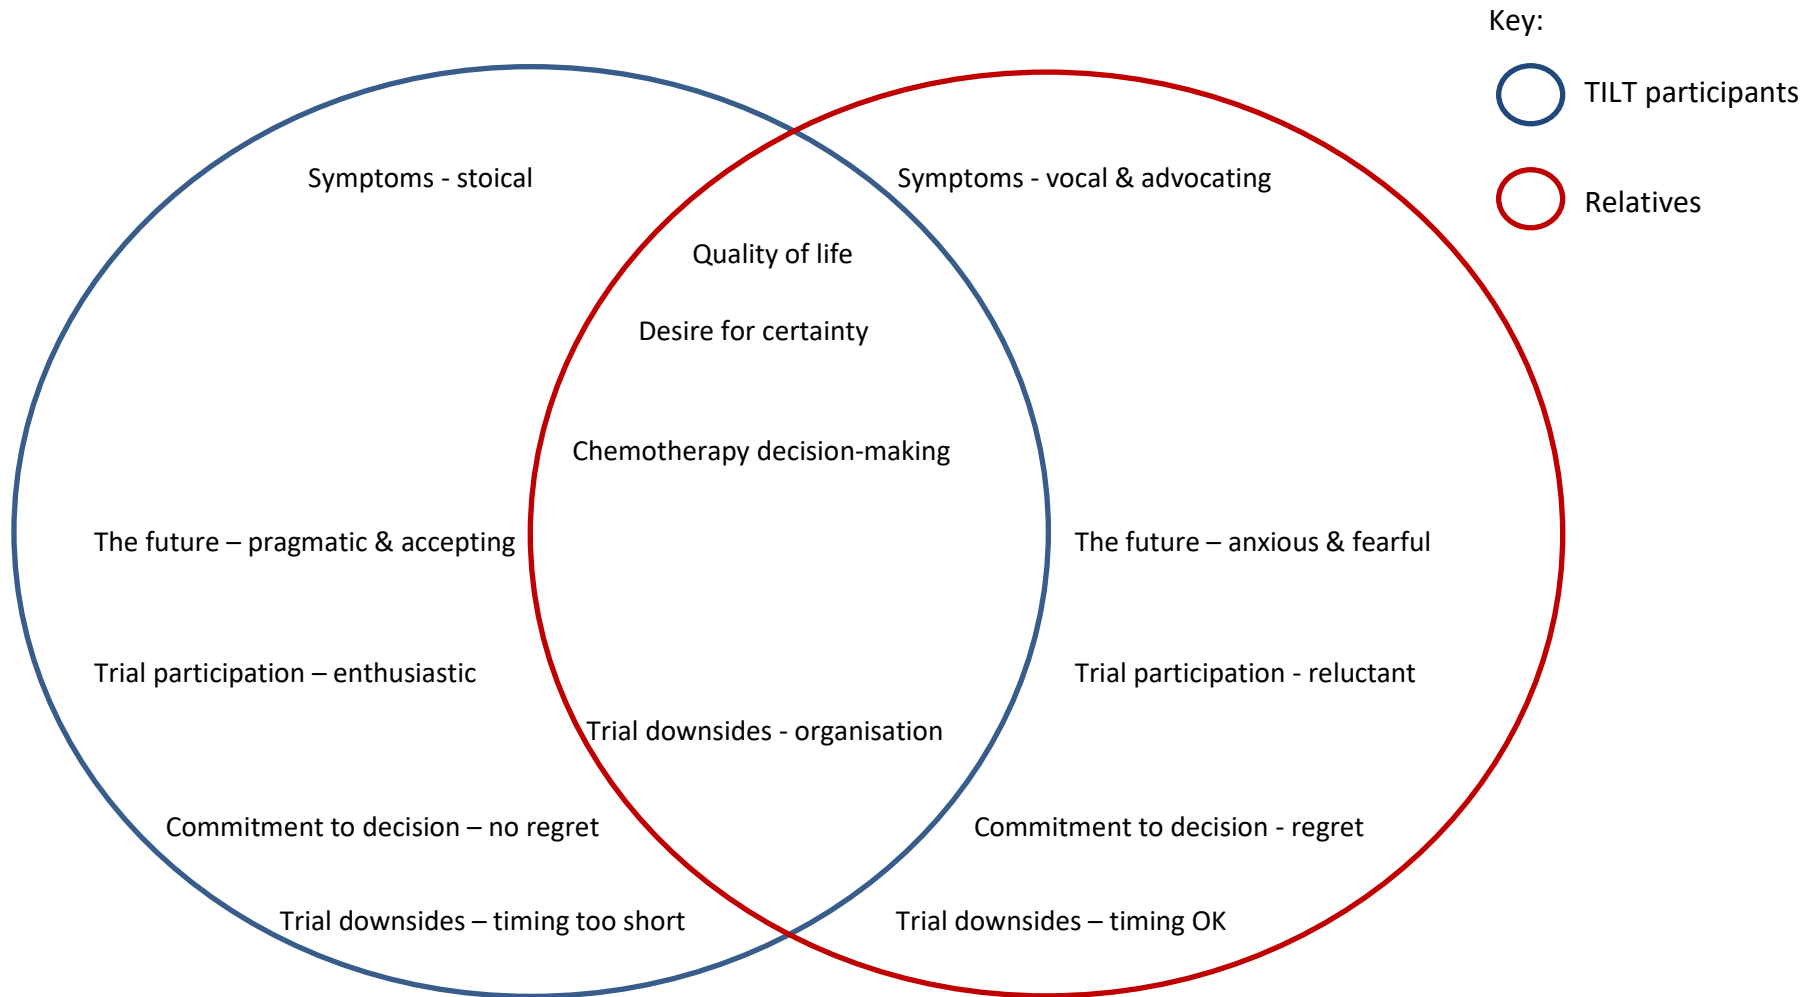 Key:
TILT participants
Relatives
Symptoms - stoical
Symptoms - vocal & advocating
Quality of life
Desire for certainty
Chemotherapy decision-making
The future – pragmatic & accepting
The future – anxious & fearful
Trial participation – enthusiastic
Trial participation - reluctant
Trial downsides - organisation
Commitment to decision – no regret
Commitment to decision - regret
Trial downsides – timing too short
Trial downsides – timing OK